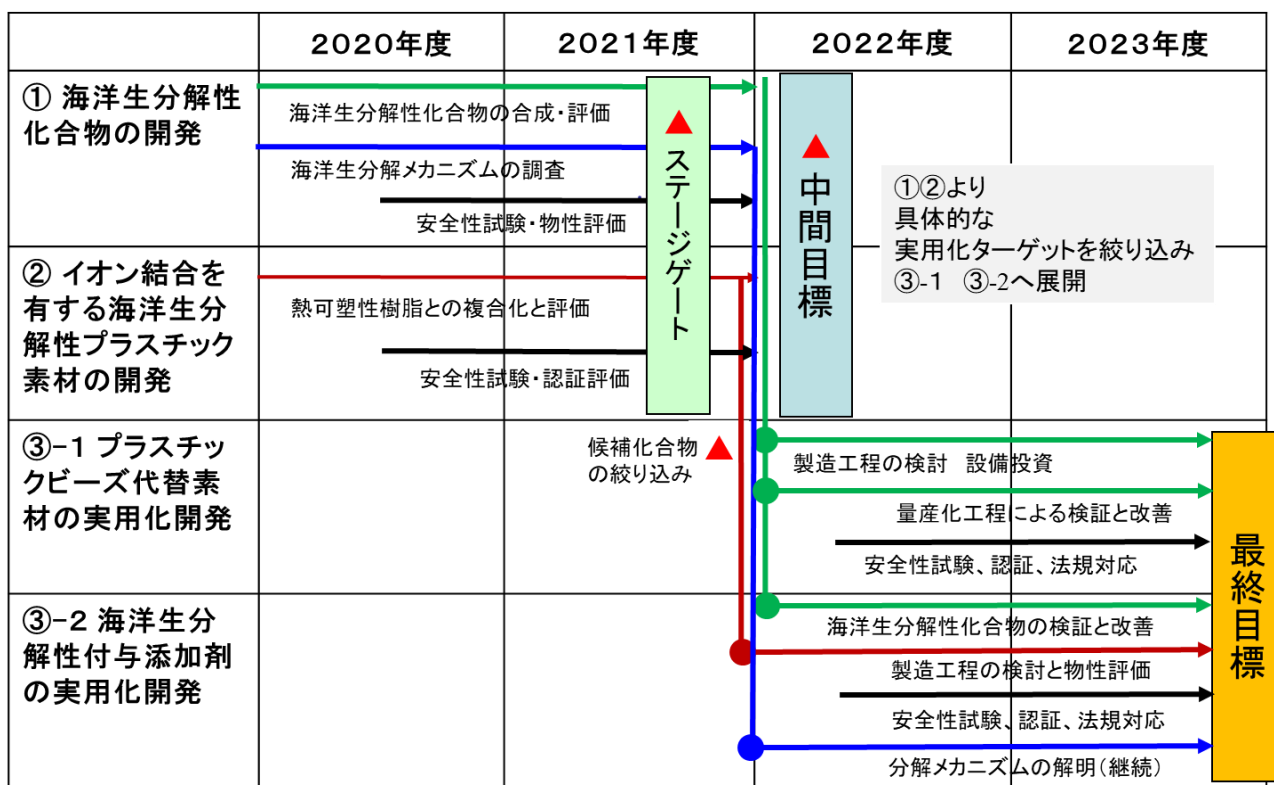 2020年度
2021年度
2022年度
2023年度
① 海洋生分解性
化合物の開発
海洋生分解性化合物の合成・評価
海洋生分解メカニズムの調査
安全性試験・物性評価
ステージゲート
中間目標
①②より
具体的な
実用化ターゲットを絞り込み
③-1 ③-2へ展開
② イオン結合を
有する海洋生分
解性プラスチック
素材の開発
熱可塑性樹脂との複合化と評価
安全性試験・認証評価
③-1 プラスチッ
クビーズ代替素
材の実用化開発
候補化合物
の絞り込み
製造工程の検討 設備投資
量産化工程による検証と改善
安全性試験、認証、法規対応
最終目標
③-2 海洋生分
解性付与添加剤
の実用化開発
海洋生分解性化合物の検証と改善
製造工程の検討と物性評価
安全性試験、認証、法規対応
分解メカニズムの解明(継続)